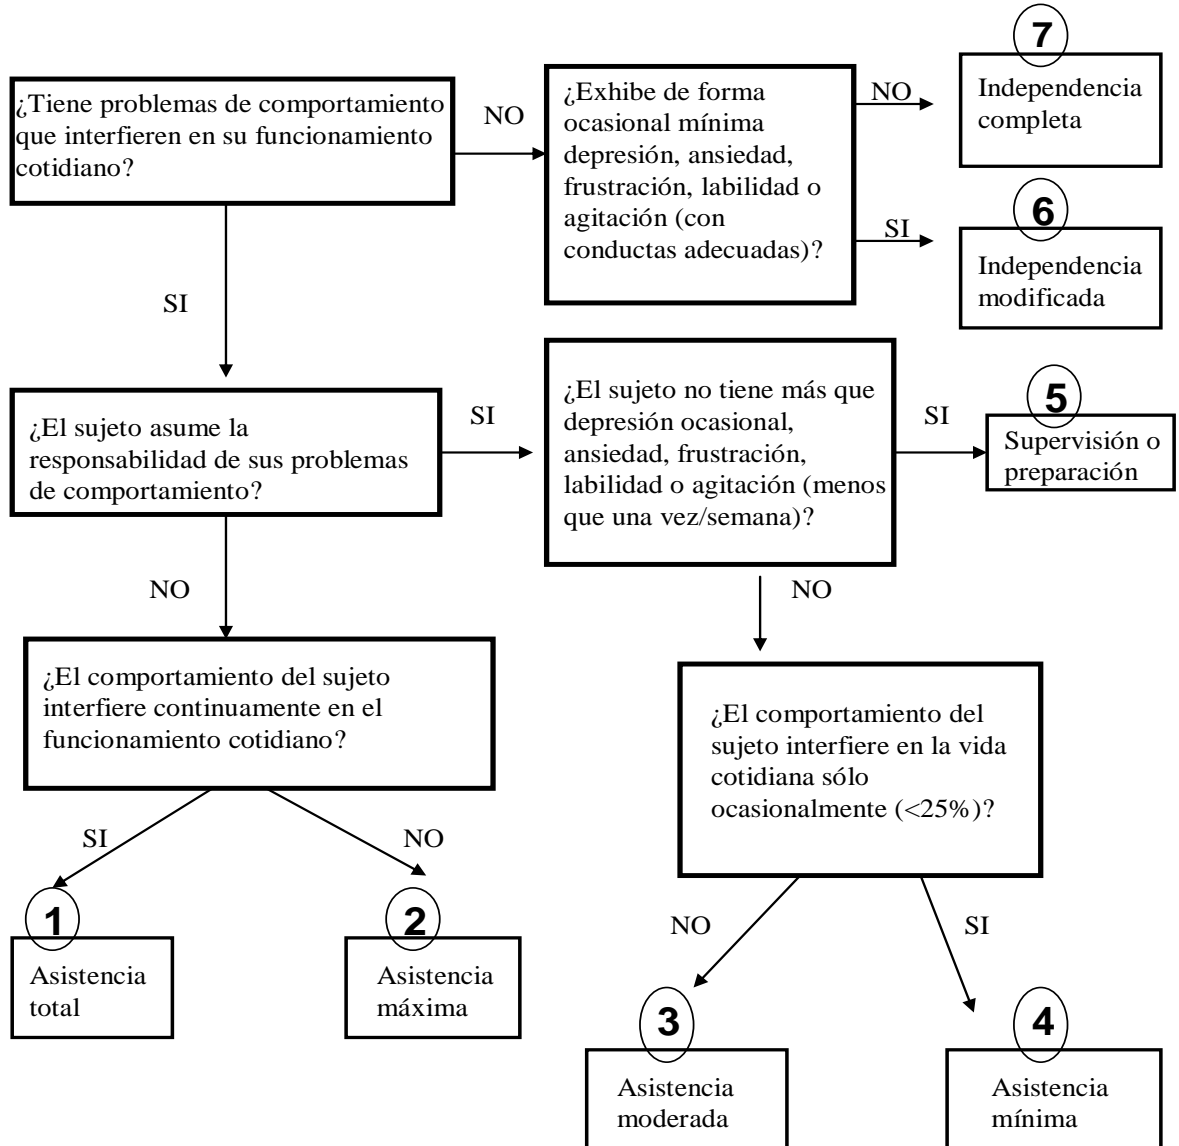 7
¿Tiene problemas de comportamiento
que interfieren en su funcionamiento
cotidiano?
NO
¿Exhibe de forma
ocasional mínima
depresión, ansiedad,
frustración, labilidad o
agitación (con
conductas adecuadas)?
NO
Independencia
completa
SI
6
Independencia
modificada
SI
¿El sujeto asume la
responsabilidad de sus problemas
de comportamiento?
SI
¿El sujeto no tiene más que
depresión ocasional,
ansiedad, frustración,
labilidad o agitación (menos
que una vez/semana)?
SI
5
Supervisión o
preparación
NO
NO
¿El comportamiento del sujeto
interfiere continuamente en el
funcionamiento cotidiano?
¿El comportamiento del
sujeto interfiere en la vida
cotidiana sólo
ocasionalmente (<25%)?
SI
NO
1
Asistencia
total
2
Asistencia
máxima
NO
SI
3
Asistencia
moderada
4
Asistencia
mínima